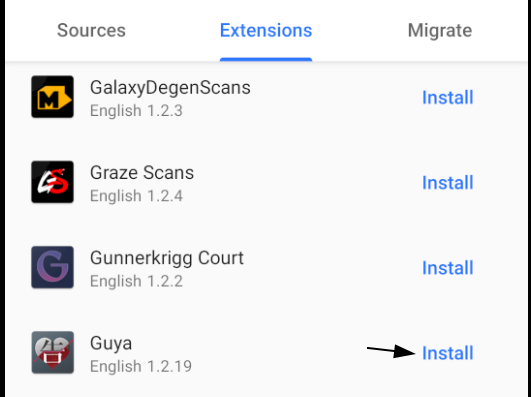 Sources Extensions Migrate
GalaxyDegenScans
English 1.2.3
Install
Graze Scans
English 1.2.4
Install
Gunnerkrigg Court
English 1.2.2
Install
Guya
English 1.2.19
Install